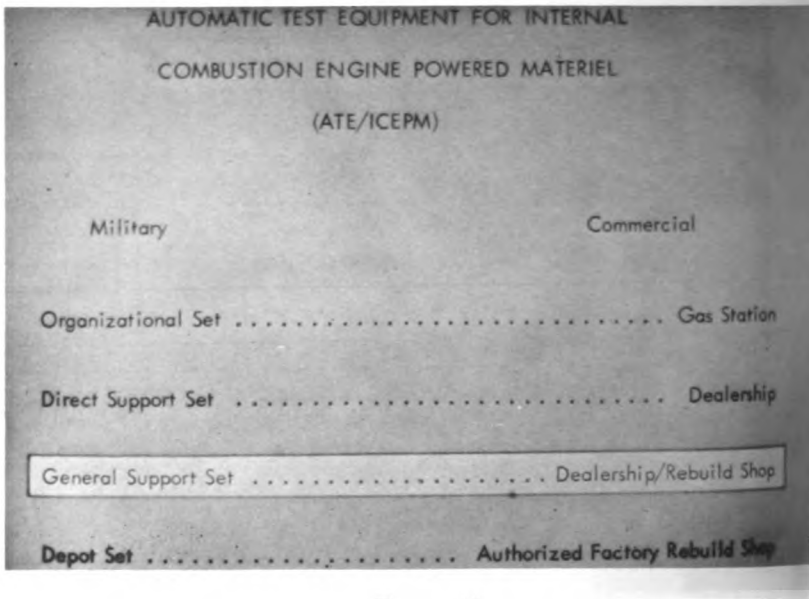 AUTOMATIC TEST EQUIPMENT FOR INTERNAL
COMBUSTION ENGINE POWERED MATERIEL
(ATE/ICEPM)
Military Commercial
Organizational Set ............................ Gas Station
Direct Support Set ............................ Dealership
General Support Set .................... Dealership/Rebuild Shop
Depot Set ..................... Authorized Factory Rebuild Shop